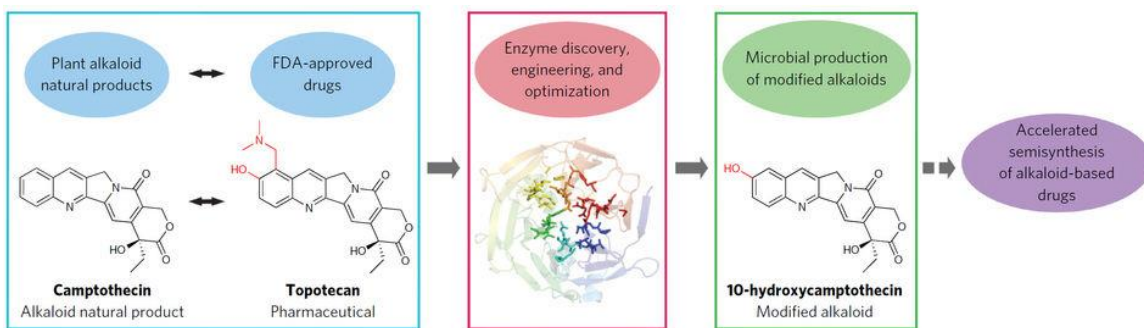 Plant alkaloid
natural products
FDA-approved
drugs
Enzyme discovery,
engineering, and
optimization
Microbial production
of modified alkaloids
Accelerated
semisynthesis
of alkaloid-based
drugs
N
O
N
HO
O
O
N
HO
N
O
N
HO
O
O
HO
N
O
N
HO
O
O
Camptothecin
Alkaloid natural product
Topotecan
Pharmaceutical
10-hydroxycamptothecin
Modified alkaloid